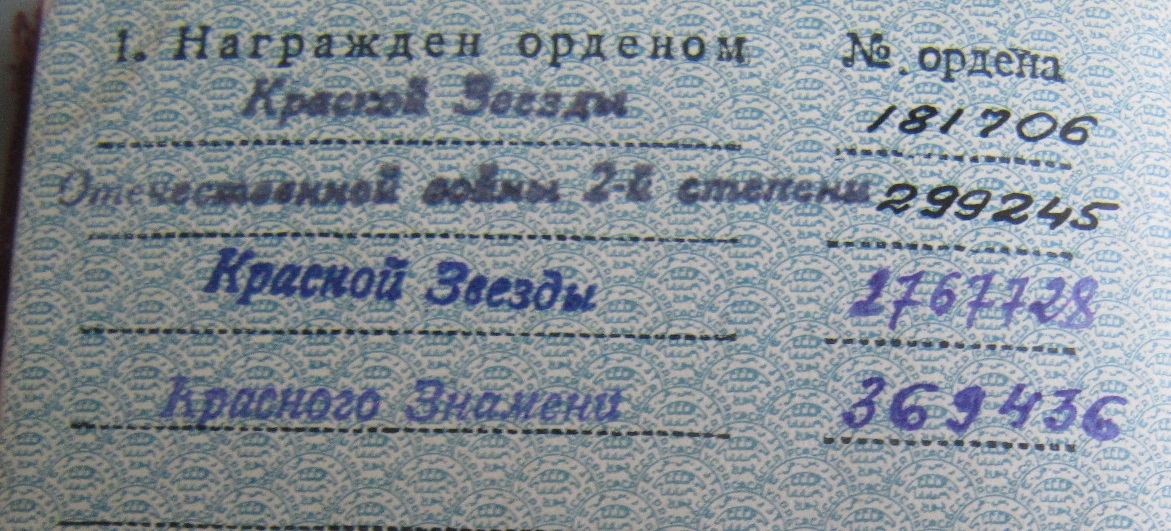 1. Награжден орденом № ордена
Красной Звезды 181706
Отечественной войны 2-й степени 299245
Красной Звезды 2767728
Красного Знамени 369436